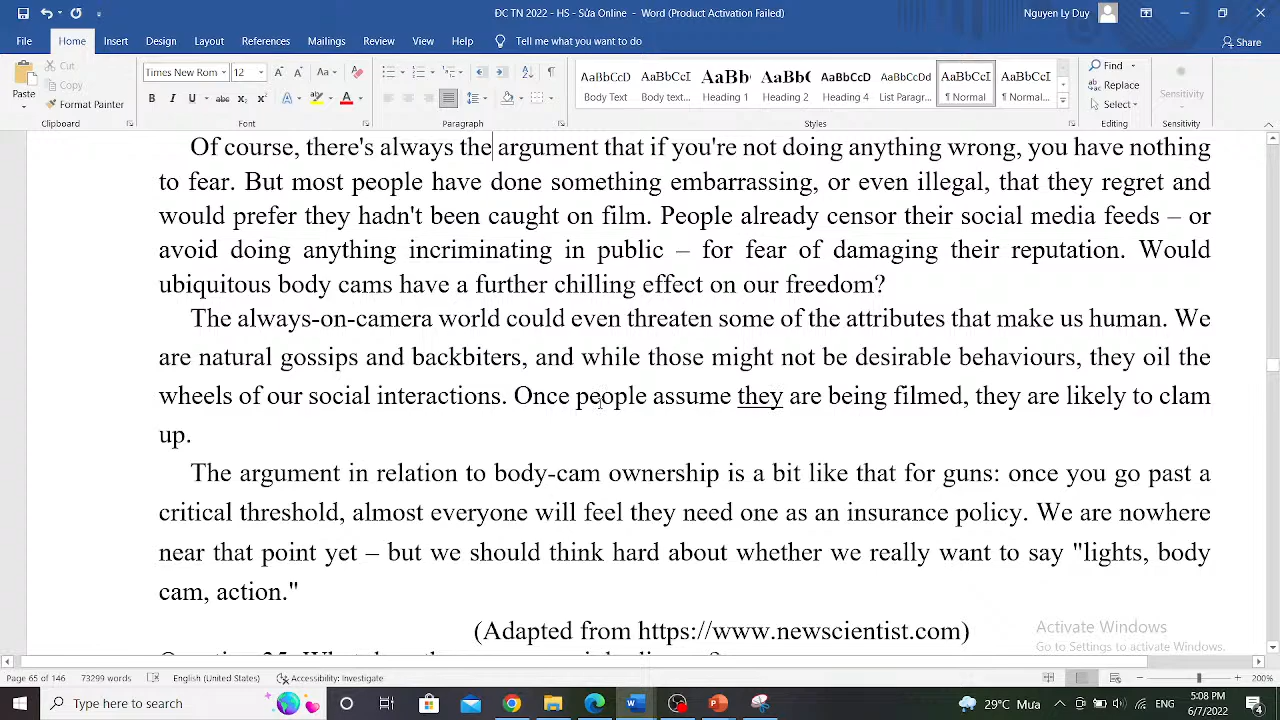 ĐC TN 2022 - HS - Sửa Online - Word (Product Activation Failed)
Nguyen Ly Duy
File Home Insert Design Layout References Mailings Review View Help Tell me what you want to do Share
Paste
Cut
Copy
Format Painter
Clipboard
Times New Rom 12
Font
Paragraph
AaBbCcD Body Text
AaBbCcI Body text...
AaBb Heading 1
AaBb( Heading 2
AaBbCc Heading 4
AaBbCcDd List Paragr...
AaBbCcI ¶ Normal
AaBbCcI ¶ Normal...
Styles
Find
Replace
Select
Editing
Sensitivity
Sensitivity
Of course, there's always the argument that if you're not doing anything wrong, you have nothing
to fear. But most people have done something embarrassing, or even illegal, that they regret and
would prefer they hadn't been caught on film. People already censor their social media feeds – or
avoid doing anything incriminating in public – for fear of damaging their reputation. Would
ubiquitous body cams have a further chilling effect on our freedom?
The always-on-camera world could even threaten some of the attributes that make us human. We
are natural gossips and backbiters, and while those might not be desirable behaviours, they oil the
wheels of our social interactions. Once people assume they are being filmed, they are likely to clam
up.
The argument in relation to body-cam ownership is a bit like that for guns: once you go past a
critical threshold, almost everyone will feel they need one as an insurance policy. We are nowhere
near that point yet – but we should think hard about whether we really want to say "lights, body
cam, action."
(Adapted from https://www.newscientist.com)
Activate Windows
Go to Settings to activate Windows.
Page 65 of 146 73299 words English (United States) Accessibility: Investigate 200%
Type here to search
29°C Mưa
ENG
5:08 PM
6/7/2022